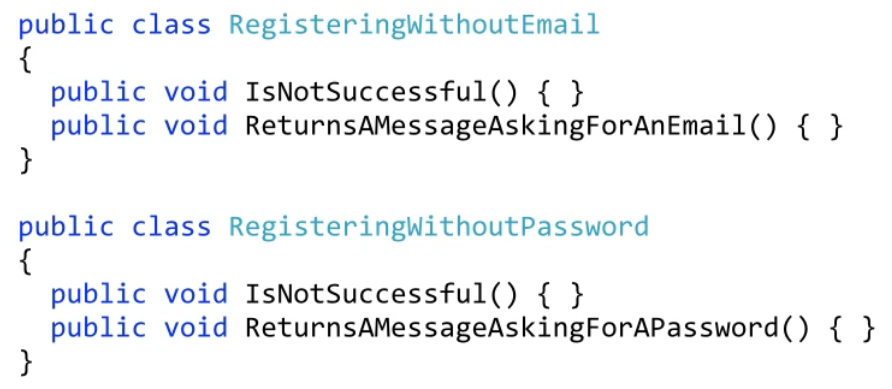 public class RegisteringWithoutEmail
{
  public void IsNotSuccessful() { }
  public void ReturnsAMessageAskingForAnEmail() { }
}

public class RegisteringWithoutPassword
{
  public void IsNotSuccessful() { }
  public void ReturnsAMessageAskingForAPassword() { }
}